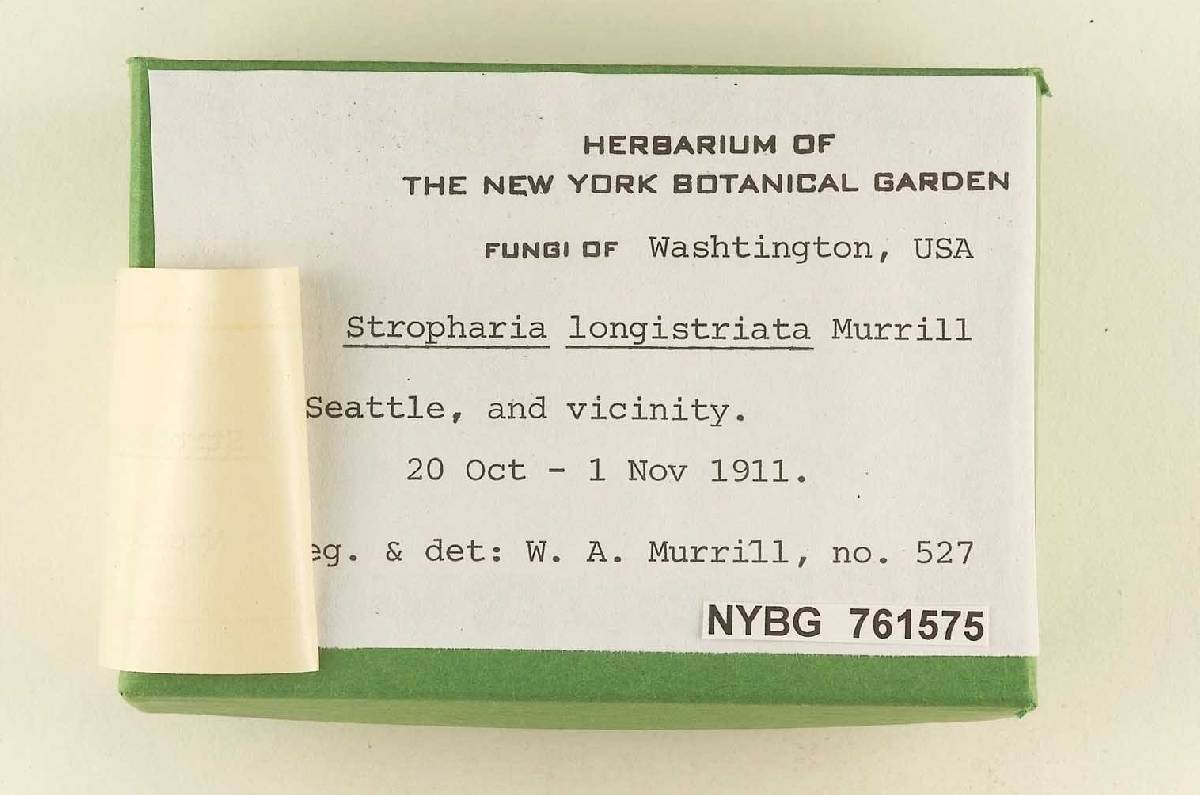 HERBARIUM OF
THE NEW YORK BOTANICAL GARDEN
FUNGI OF Washtington, USA
Stropharia longistriata Murrill
Seattle, and vicinity.
20 Oct - 1 Nov 1911.
eg. & det: W. A. Murrill, no. 527
NYBG 761575